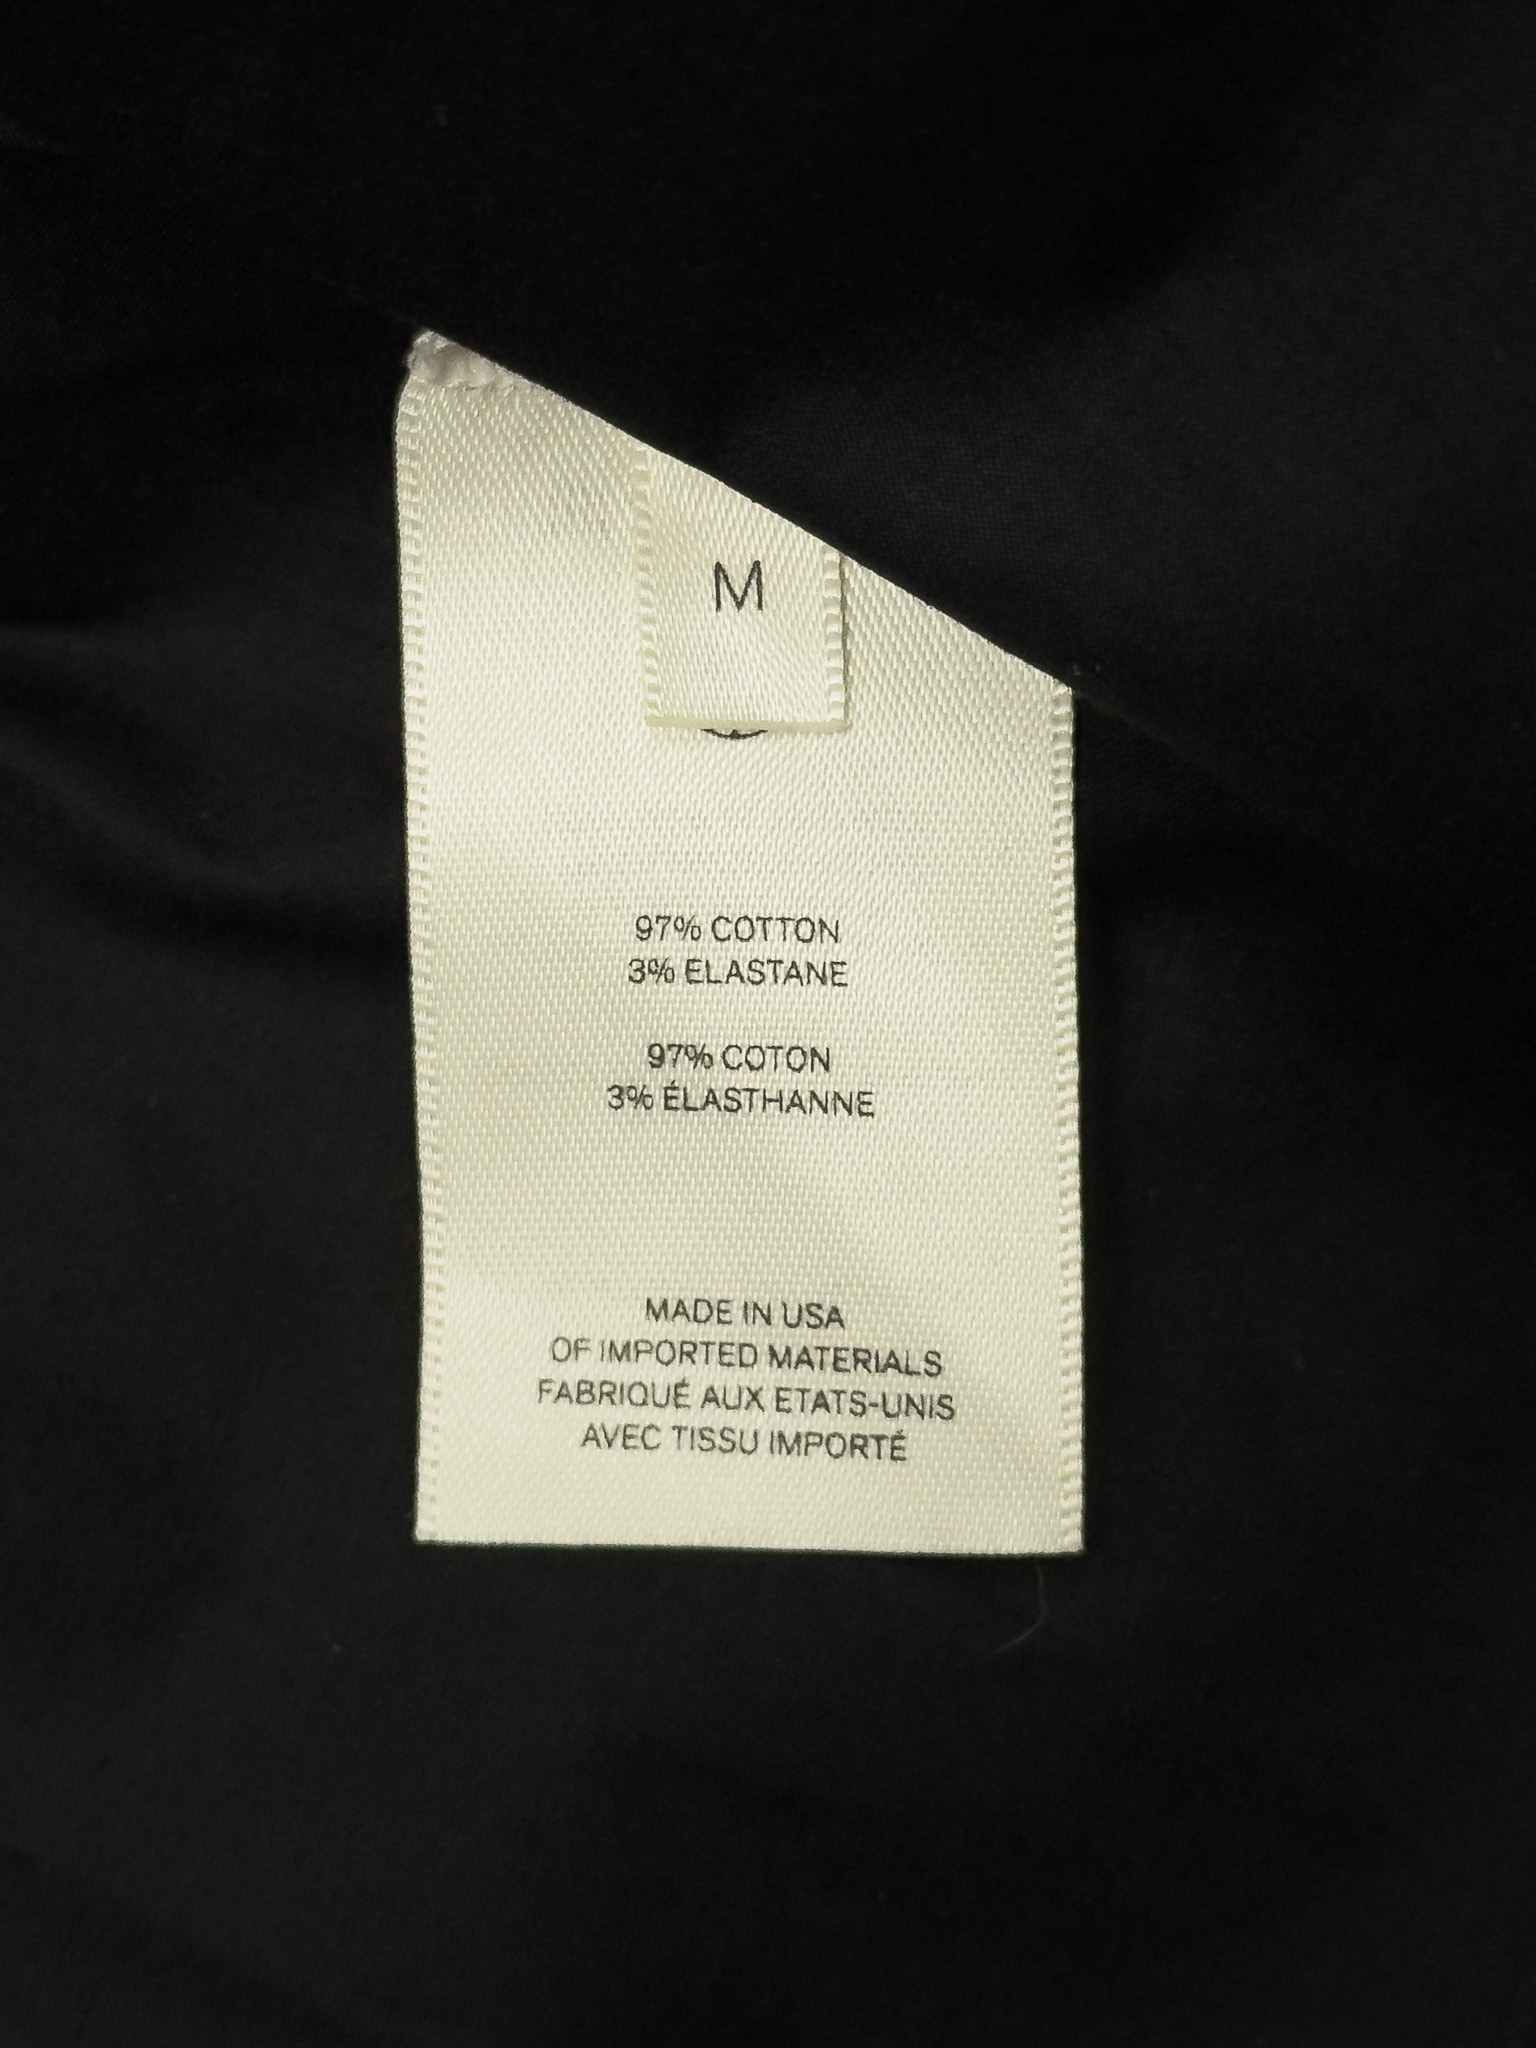 M
97% COTTON
3% ELASTANE
97% COTON
3% ÉLASTHANNE
MADE IN USA
OF IMPORTED MATERIALS
FABRIQUÉ AUX ETATS-UNIS
AVEC TISSU IMPORTÉ